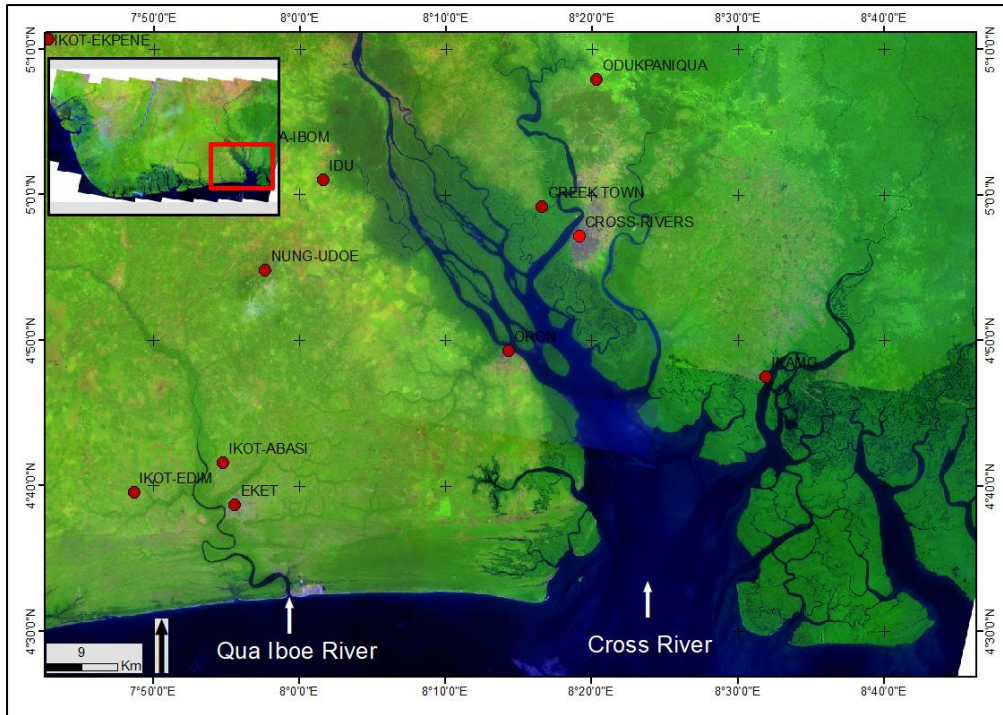 7°50'0"E 8°0'0"E 8°10'0"E 8°20'0"E 8°30'0"E 8°40'0"E
5°10'0"N
5°10'0"N
IKOT-EKPENE
ODUKPANIQUA
A-IBOM
IDU
5°0'0"N
5°0'0"N
CREEK TOWN
CROSS-RIVERS
NUNG-UDOE
4°50'0"N
4°50'0"N
ORON
IKANG
IKOT-ABASI
4°40'0"N
4°40'0"N
IKOT-EDIM
EKET
4°30'0"N
4°30'0"N
9
Km
Qua Iboe River
Cross River
7°50'0"E 8°0'0"E 8°10'0"E 8°20'0"E 8°30'0"E 8°40'0"E